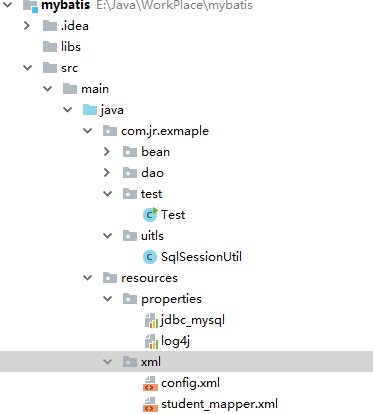 mybatis E:\Java\WorkPlace\mybatis
.idea
libs
src
main
java
com.jr.exmaple
bean
dao
test
Test
uitls
SqlSessionUtil
resources
properties
jdbc_mysql
log4j
xml
config.xml
student_mapper.xml